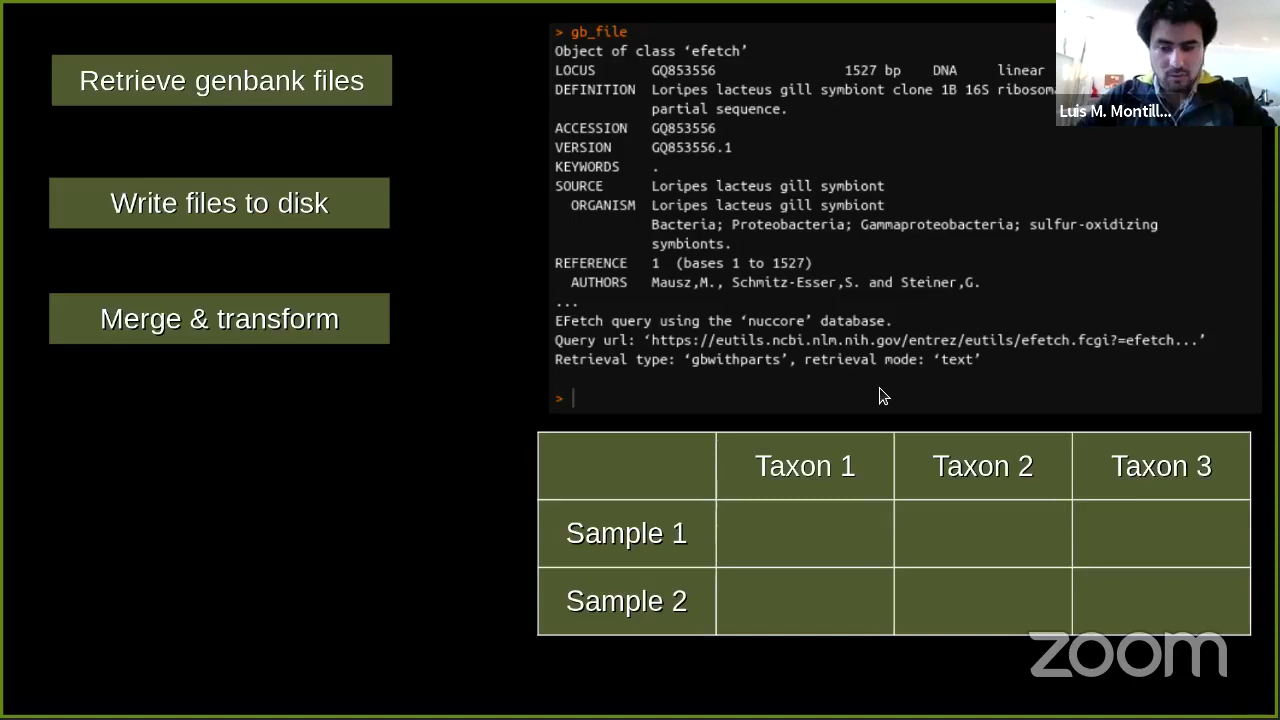 Retrieve genbank files
Write files to disk
Merge & transform
> gb_file
Object of class ‘efetch’
LOCUS       GQ853556                1527 bp    DNA     linear
DEFINITION  Loripes lacteus gill symbiont clone 1B 16S
partial sequence.
ACCESSION   GQ853556
VERSION     GQ853556.1
KEYWORDS    .
SOURCE      Loripes lacteus gill symbiont
ORGANISM  Loripes lacteus gill symbiont
Bacteria; Proteobacteria; Gammaproteobacteria; sulfur-oxidizing
symbionts.
REFERENCE   1  (bases 1 to 1527)
AUTHORS   Mausz,M., Schmitz-Esser,S. and Steiner,G.
...
EFetch query using the ‘nuccore’ database.
Query url: ‘https://eutils.ncbi.nlm.nih.gov/entrez/eutils/efetch.fcgi?=efetch...’
Retrieval type: ‘gbwithparts’, retrieval mode: ‘text’
>
Luis M. Montill...
Taxon 1 Taxon 2 Taxon 3
Sample 1
Sample 2
zoom